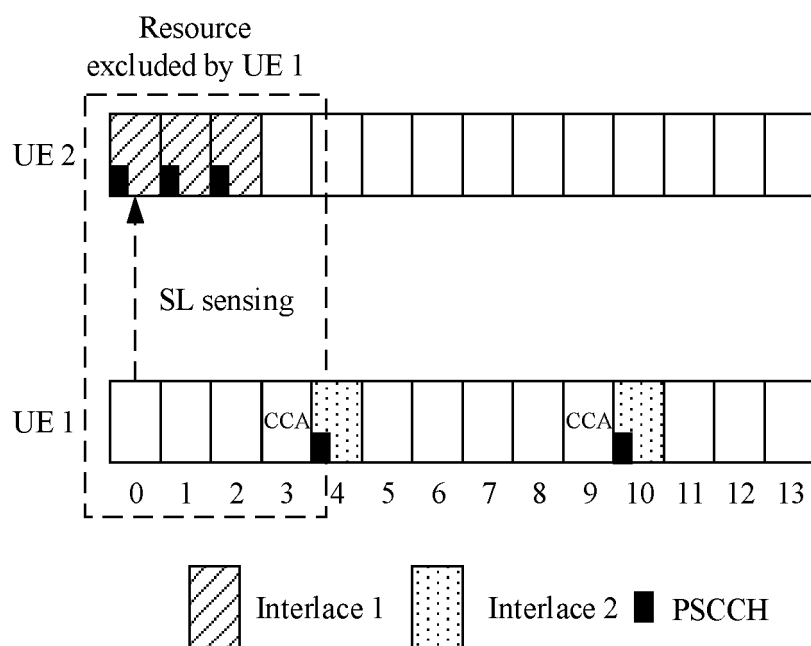 Resource
excluded by UE 1
UE 2
SL sensing
UE 1
CCA
CCA
0 1 2 3 4 5 6 7 8 9 10 11 12 13
Interlace 1
Interlace 2
PSCCH